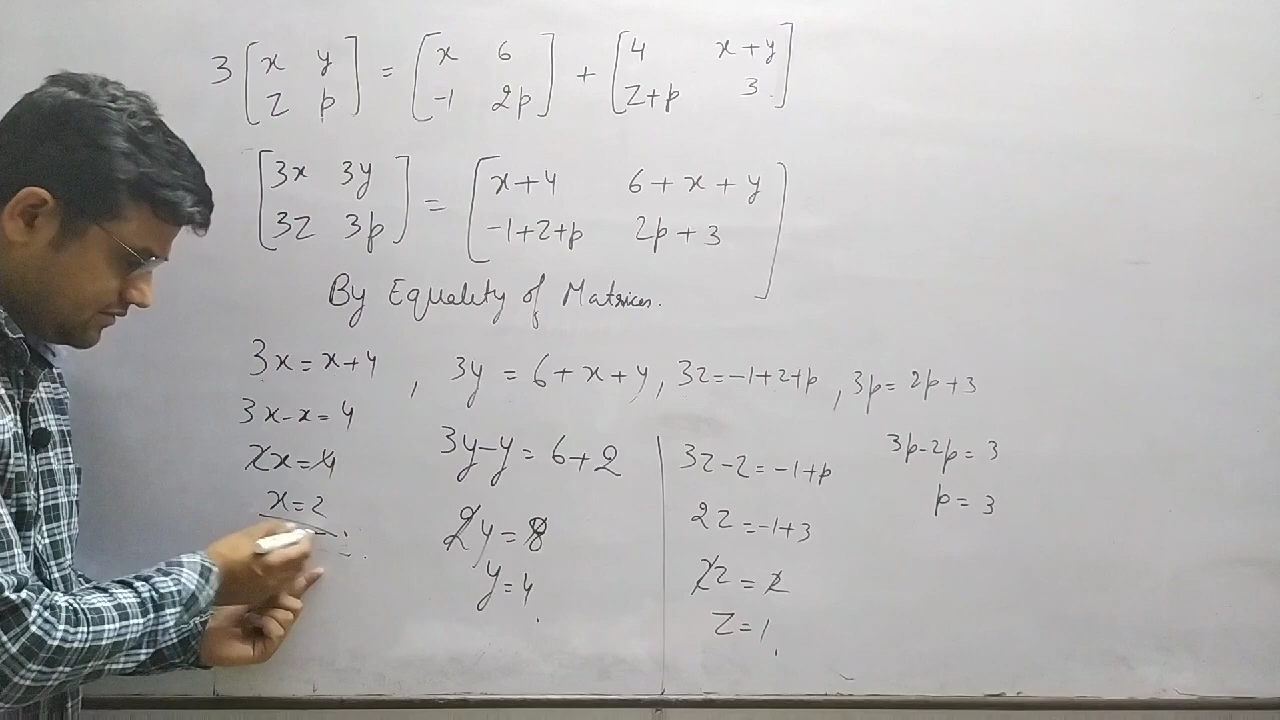 3 [x y] = [x 6] + [4 x+y]
[z p] [-1 2p] [z+p 3]
[3x 3y] = [x+4 6+x+y]
[3z 3p] [-1+z+p 2p+3]
By Equality of Matrices.
3x=x+4, 3y = 6+x+y, 3z=-1+z+p, 3p= 2p+3
3x-x=4
2x=4
x=2
3y-y= 6+2
2y=8
y=4
3z-z=-1+p
2z=-1+3
2z=2
z=1
3p-2p= 3
p= 3